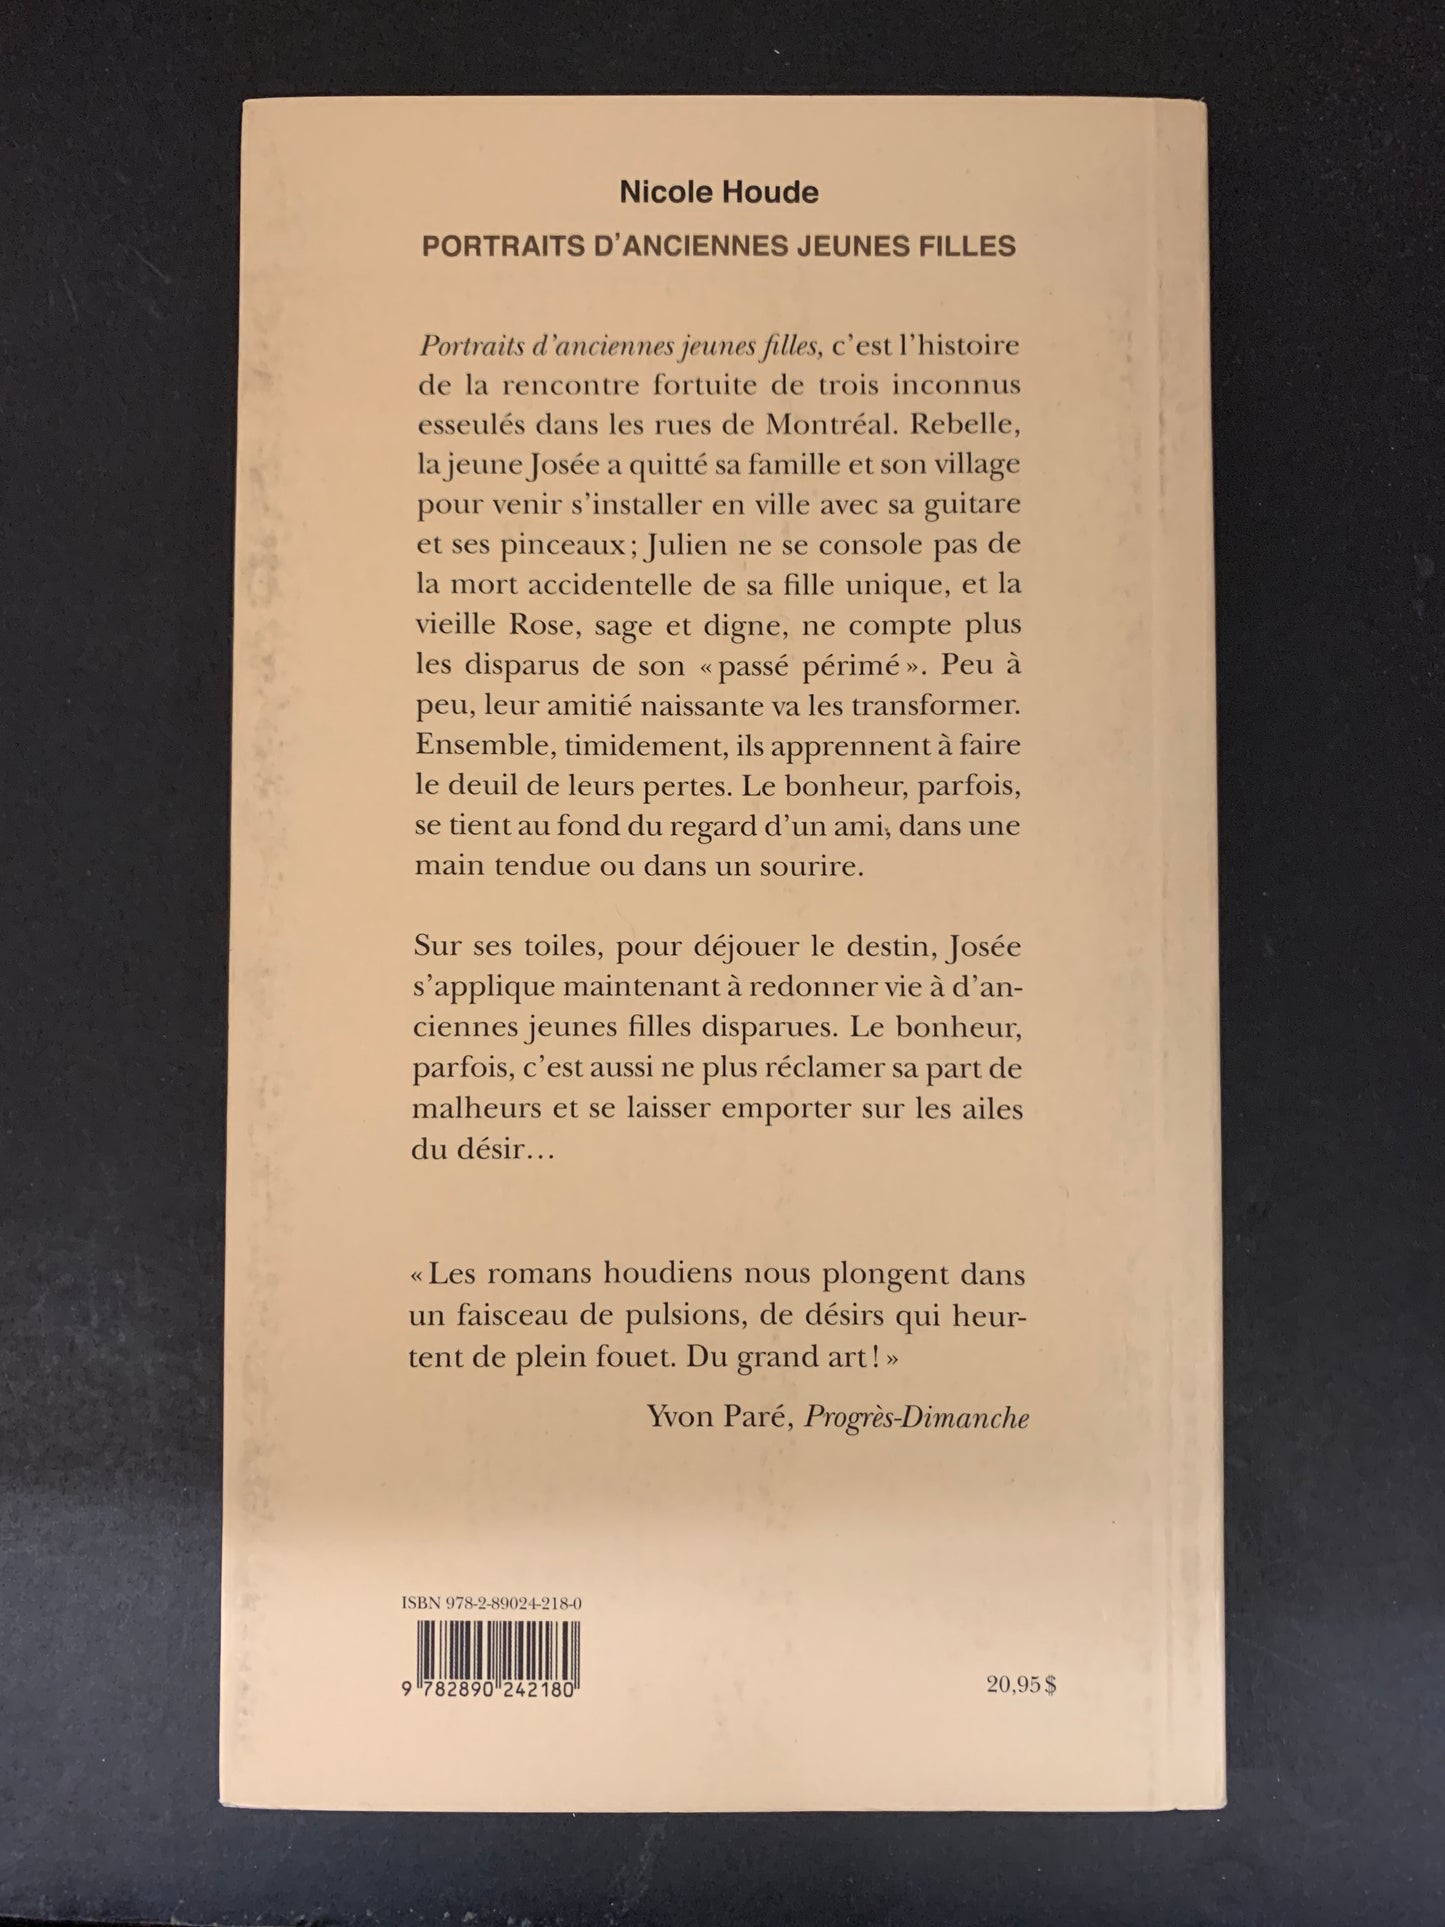 Nicole Houde
PORTRAITS D'ANCIENNES JEUNES FILLES
Portraits d'anciennes jeunes filles, c'est l'histoire
de la rencontre fortuite de trois inconnus
esseulés dans les rues de Montréal. Rebelle,
la jeune Josée a quitté sa famille et son village
pour venir s'installer en ville avec sa guitare
et ses pinceaux ; Julien ne se console pas de
la mort accidentelle de sa fille unique, et la
vieille Rose, sage et digne, ne compte plus
les disparus de son « passé périmé ». Peu à
peu, leur amitié naissante va les transformer.
Ensemble, timidement, ils apprennent à faire
le deuil de leurs pertes. Le bonheur, parfois,
se tient au fond du regard d'un ami, dans une
main tendue ou dans un sourire.
Sur ses toiles, pour déjouer le destin, Josée
s'applique maintenant à redonner vie à d'an-
ciennes jeunes filles disparues. Le bonheur,
parfois, c'est aussi ne plus réclamer sa part de
malheurs et se laisser emporter sur les ailes
du désir...
« Les romans houdiens nous plongent dans
un faisceau de pulsions, de désirs qui heur-
tent de plein fouet. Du grand art ! »
Yvon Paré, Progrès-Dimanche
ISBN 978-2-89024-218-0
9 782890 242180
20,95 $